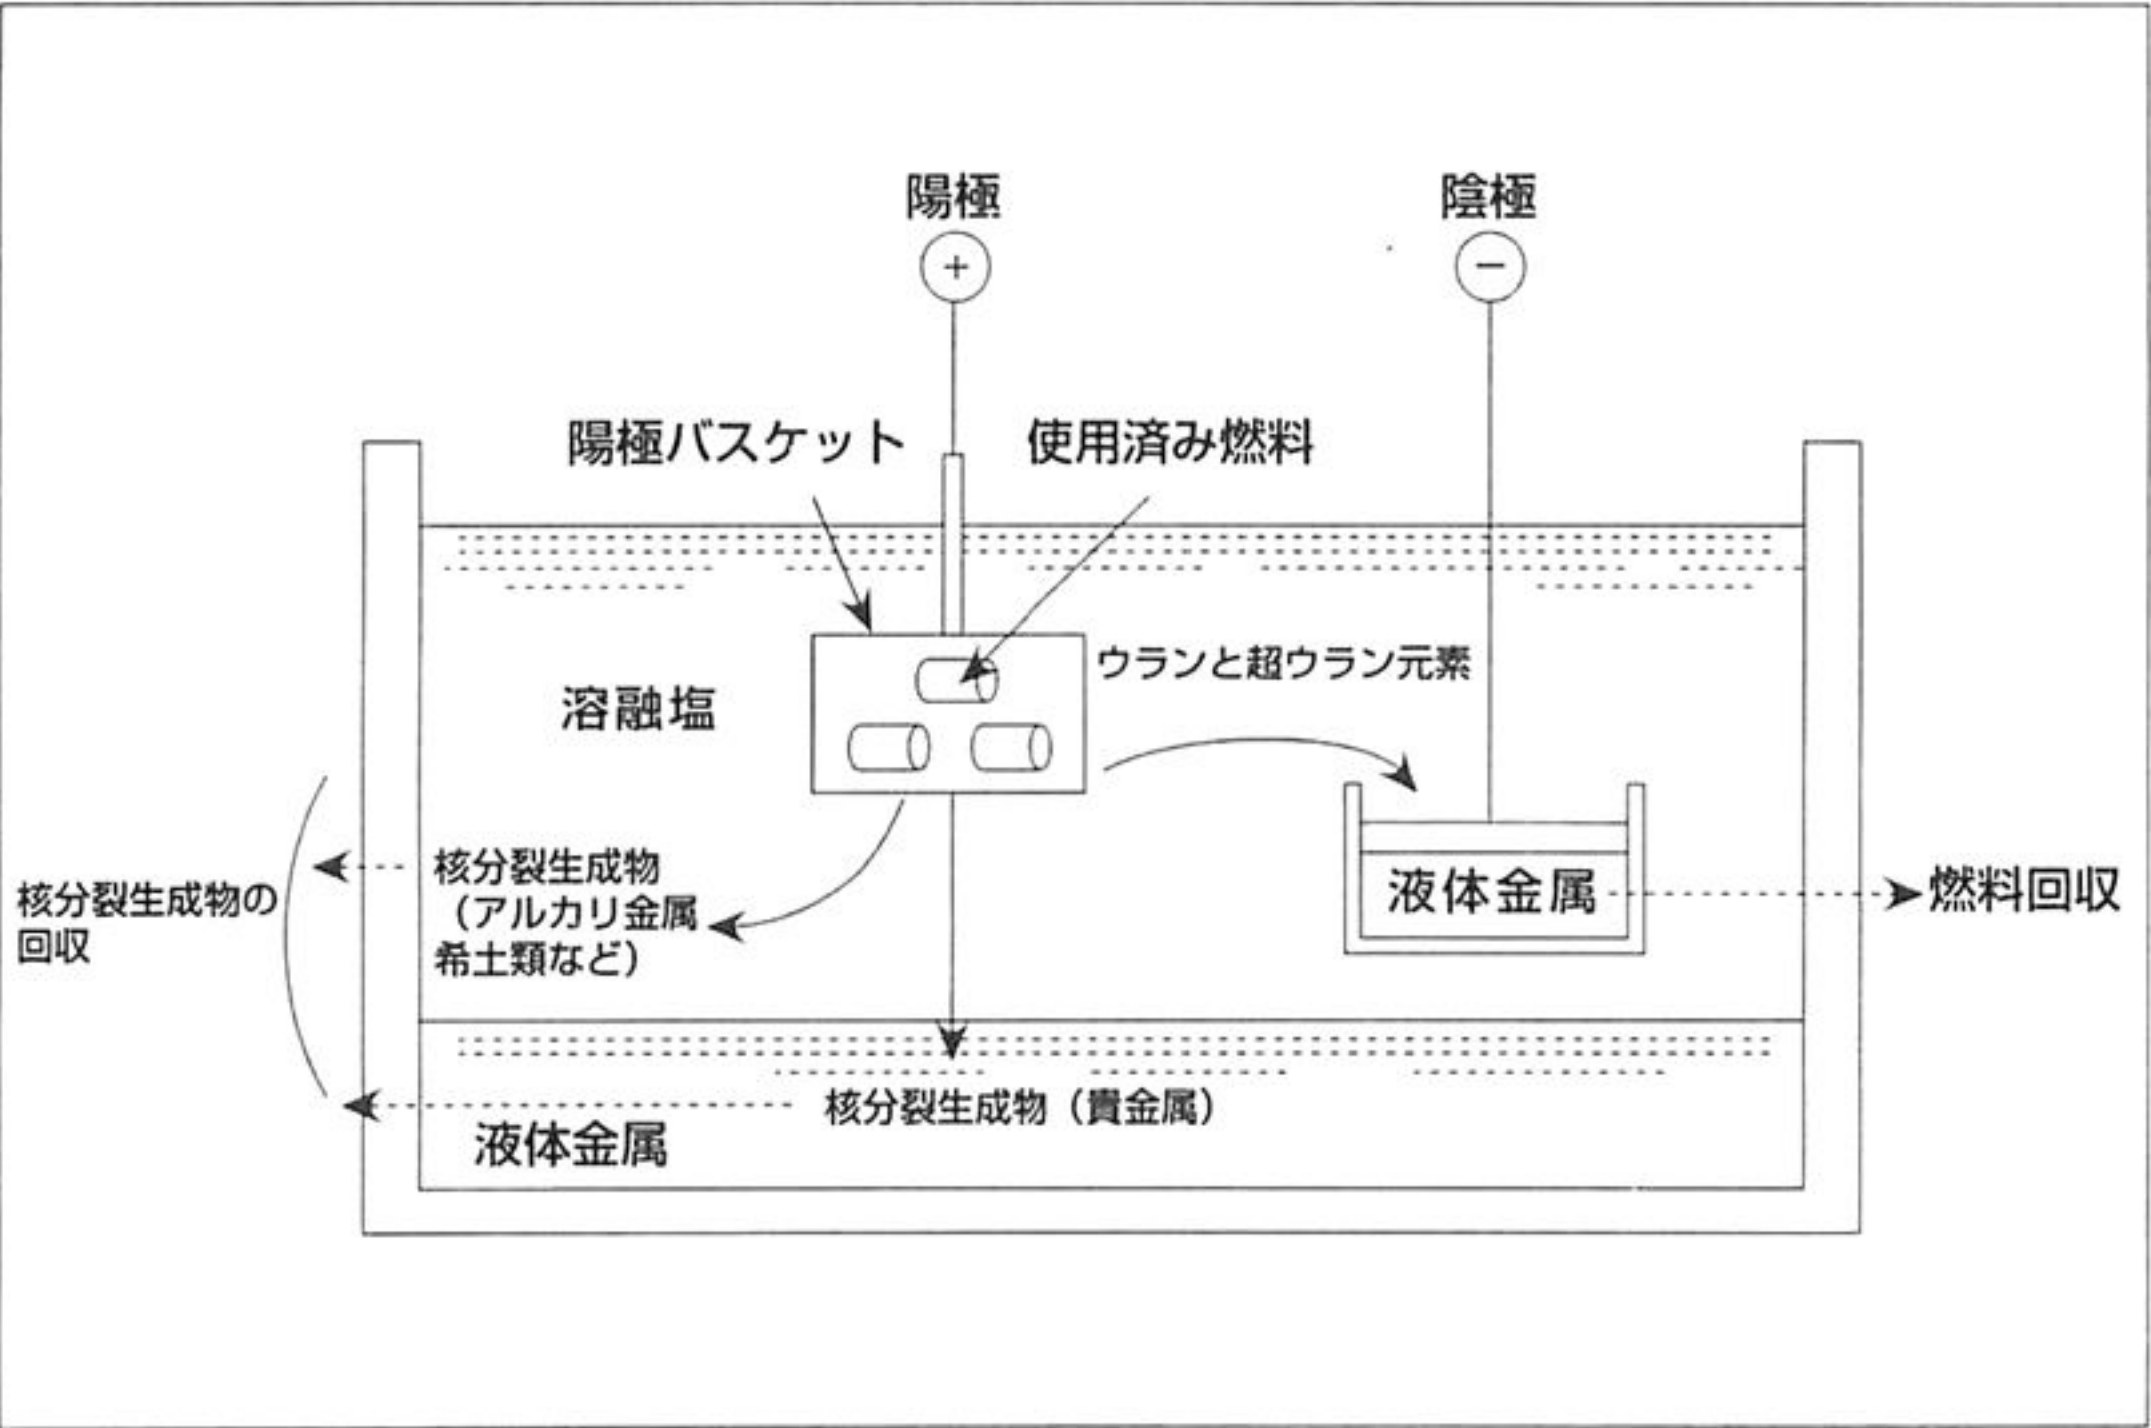 陽極
陰極
+
−
陽極バスケット
使用済み燃料
ウランと超ウラン元素
溶融塩
核分裂生成物
（アルカリ金属
希土類など）
核分裂生成物の
回収
液体金属
燃料回収
核分裂生成物（貴金属）
液体金属